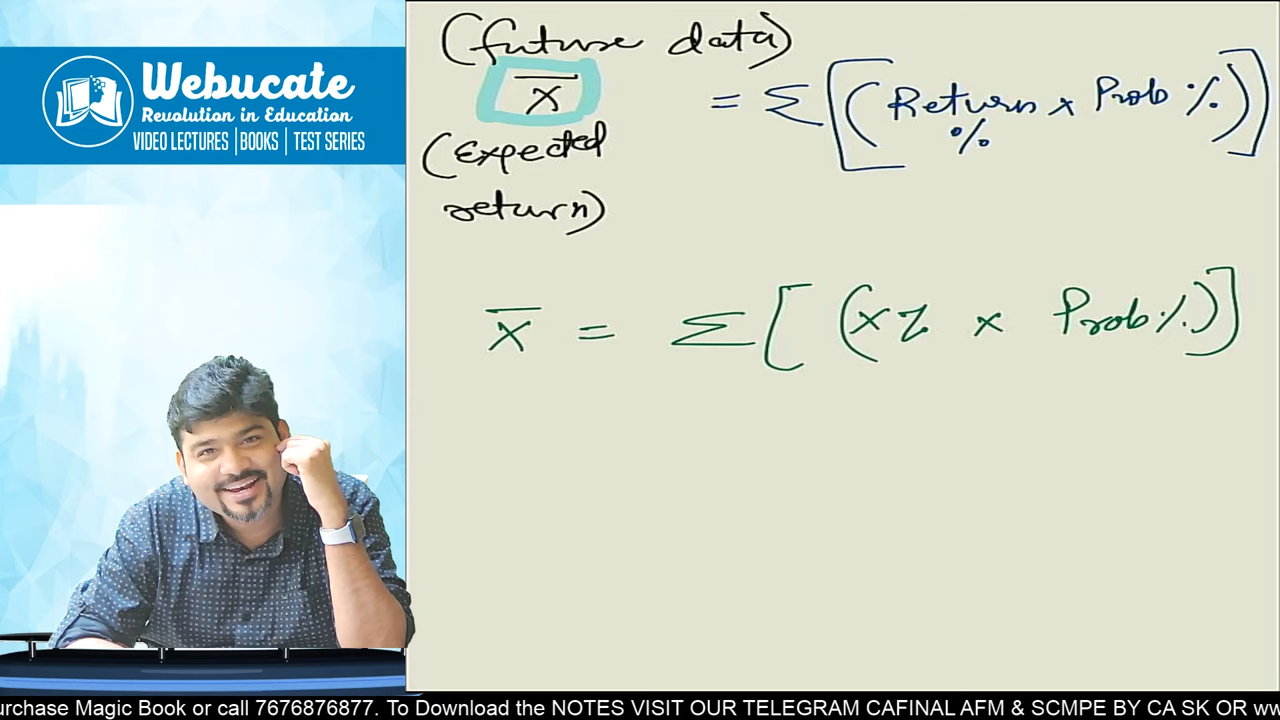 Webucate
Revolution in Education
VIDEO LECTURES | BOOKS | TEST SERIES
(future data)
x̄ = Σ [(Return % × Prob %)]
(Expected
return)
x̄ = Σ [(X% × Prob%)]
urchase Magic Book or call 7676876877. To Download the NOTES VISIT OUR TELEGRAM CAFINAL AFM & SCMPE BY CA SK OR ww